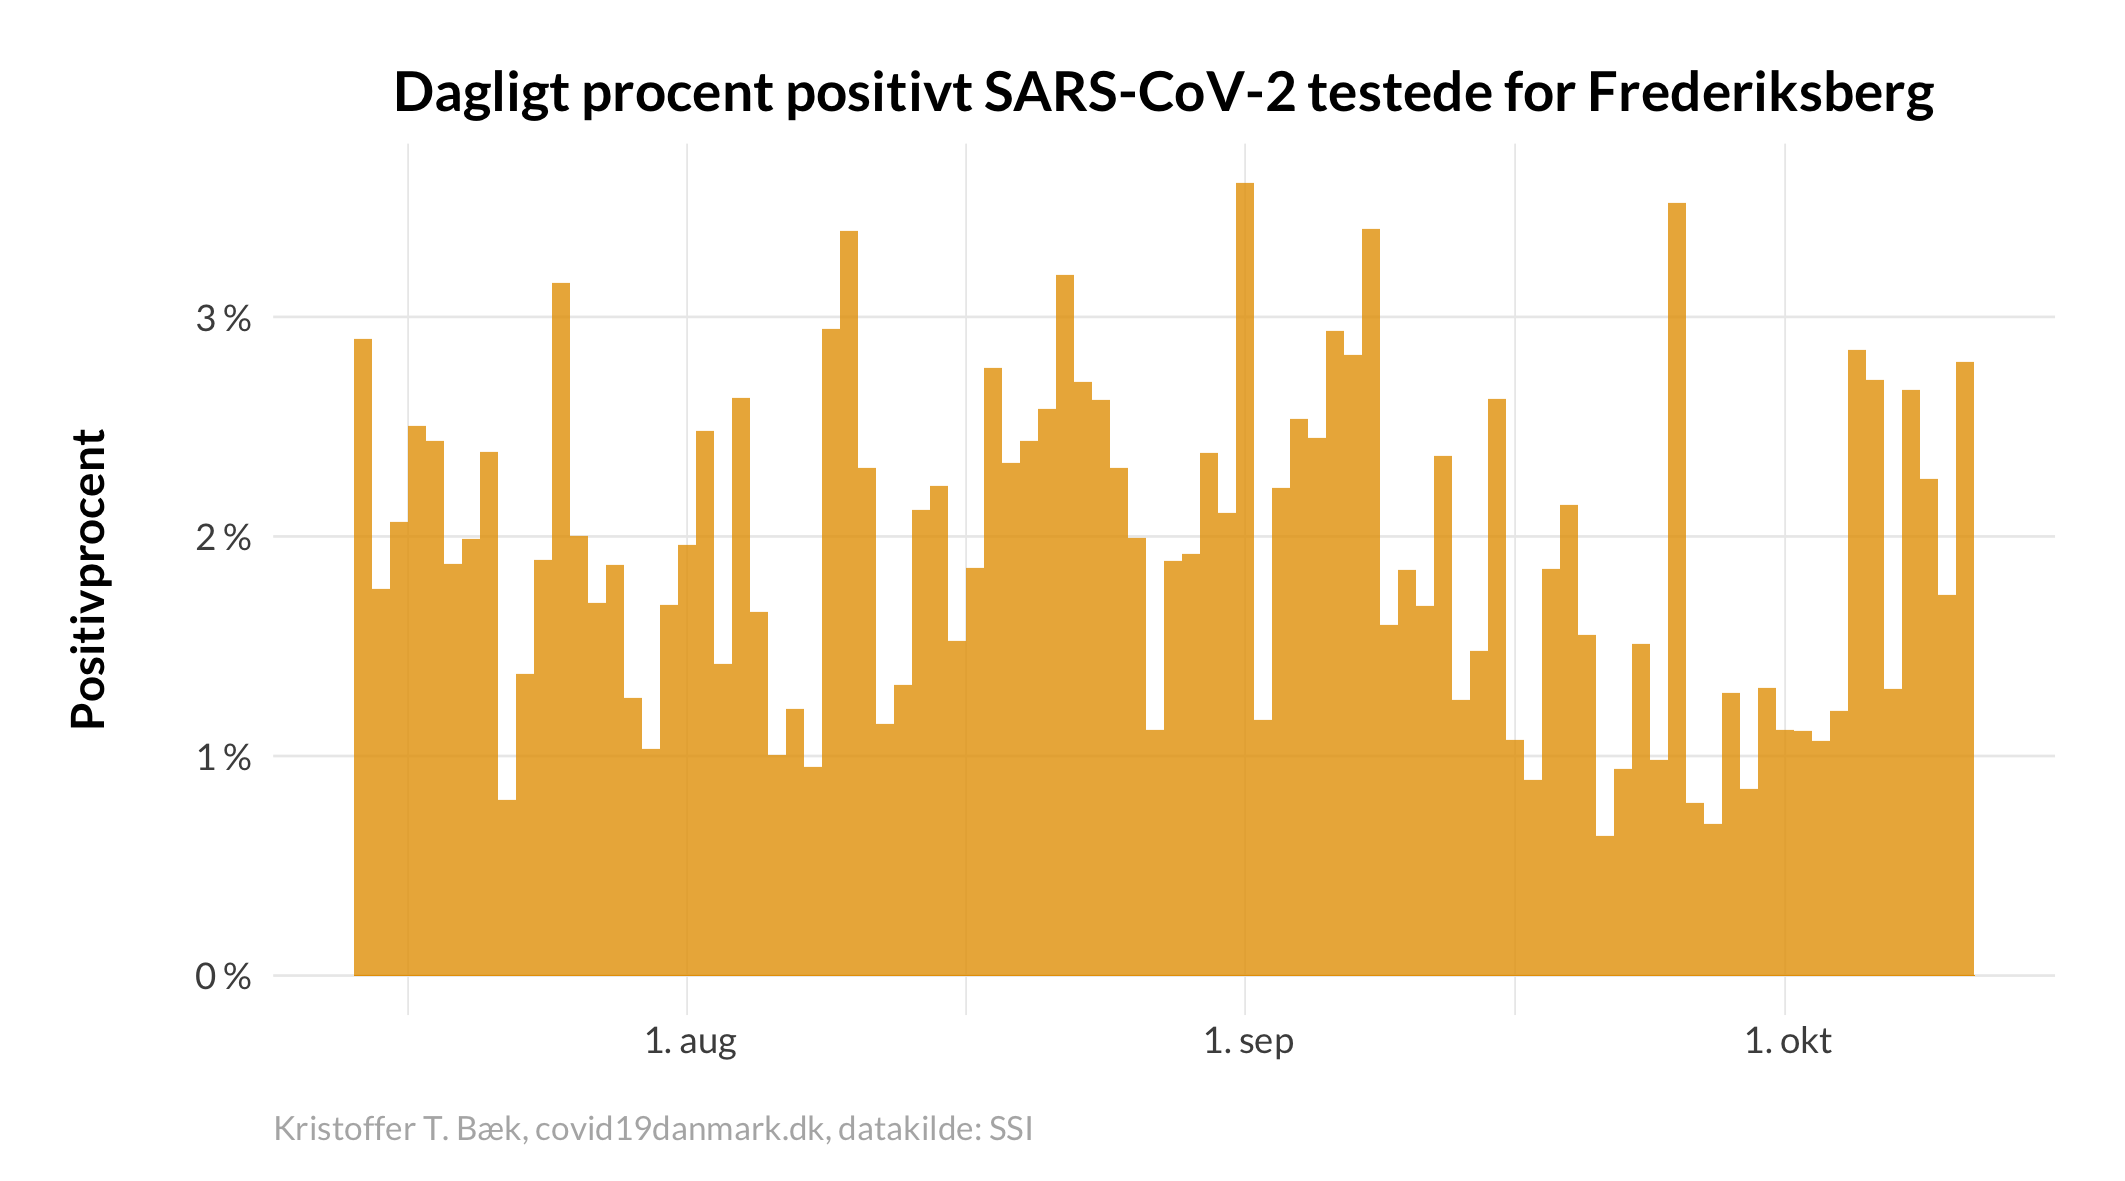 Dagligt procent positivt SARS-CoV-2 testede for Frederiksberg
Positivprocent
3 %
2 %
1 %
0 %
1. aug
1. sep
1. okt
Kristoffer T. Bæk, covid19danmark.dk, datakilde: SSI